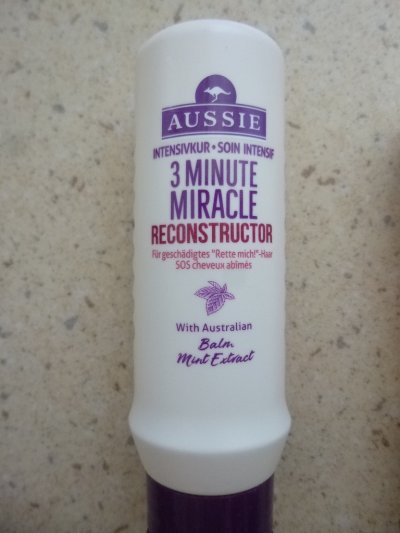 AUSSIE
INTENSIVKUR • SOIN INTENSIF
3 MINUTE
MIRACLE
RECONSTRUCTOR
Für geschädigtes "Rette mich!"-Haar
SOS cheveux abîmés
With Australian
Balm
Mint Extract